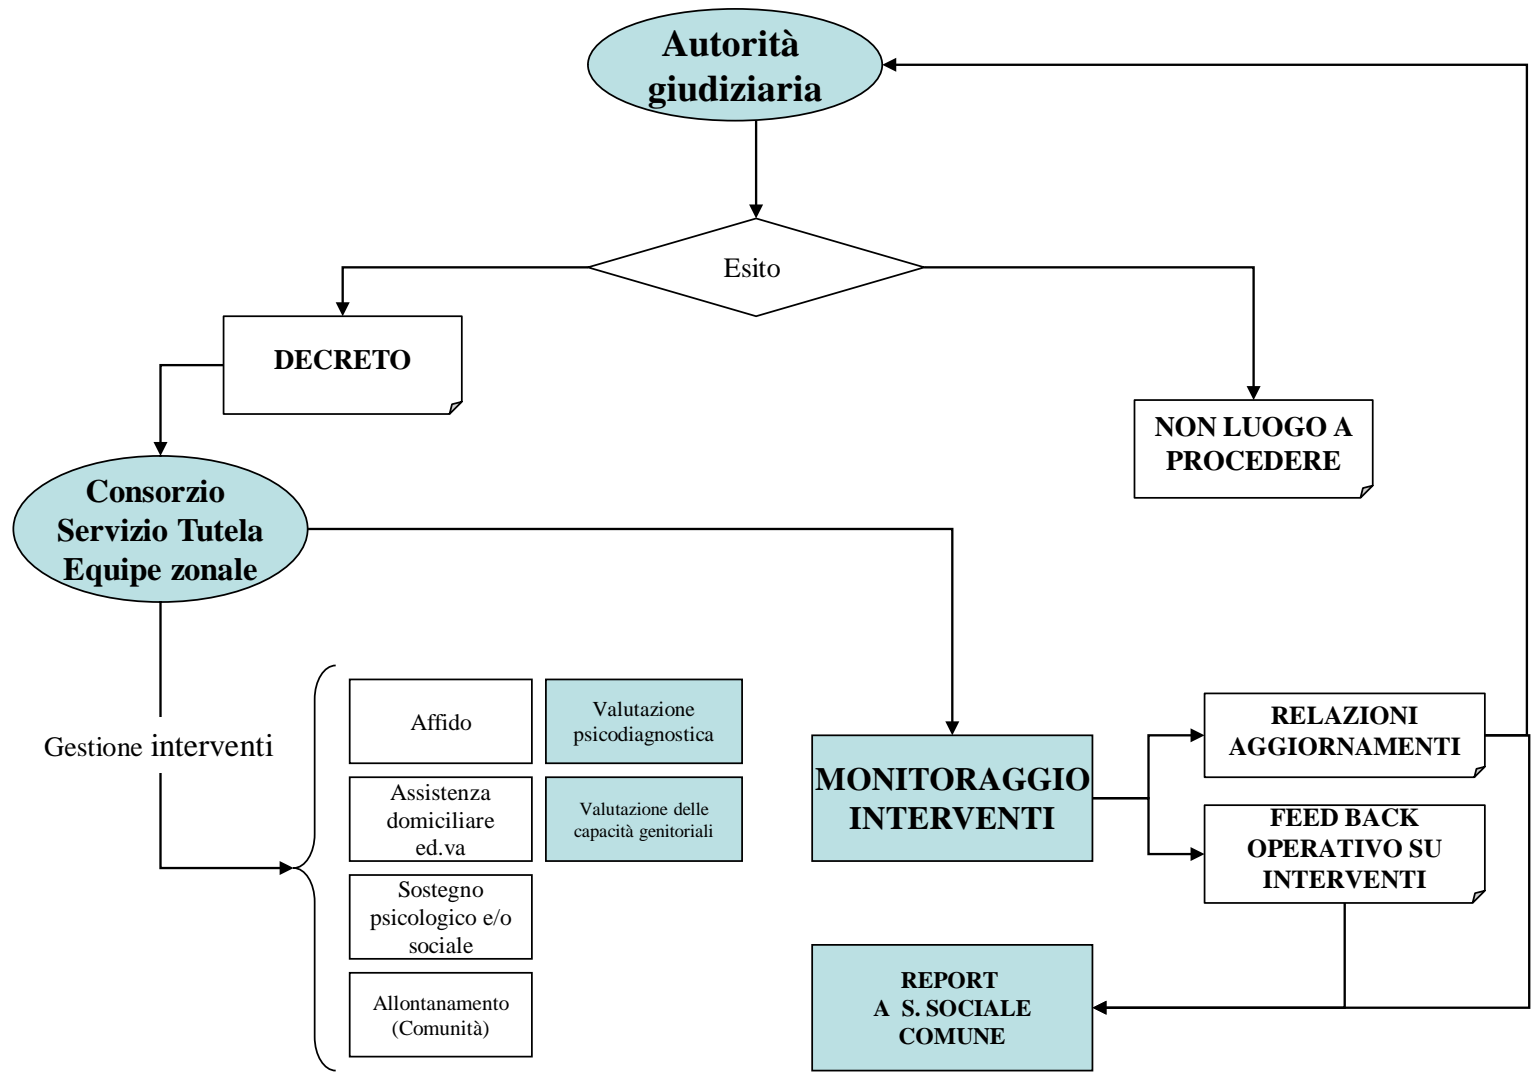 Autorità
giudiziaria
Esito
DECRETO
NON LUOGO A
PROCEDERE
Consorzio
Servizio Tutela
Equipe zonale
Gestione interventi
Affido
Valutazione
psicodiagnostica
Assistenza
domiciliare
ed.va
Valutazione delle
capacità genitoriali
Sostegno
psicologico e/o
sociale
Allontanamento
(Comunità)
MONITORAGGIO
INTERVENTI
RELAZIONI
AGGIORNAMENTI
FEED BACK
OPERATIVO SU
INTERVENTI
REPORT
A S. SOCIALE
COMUNE